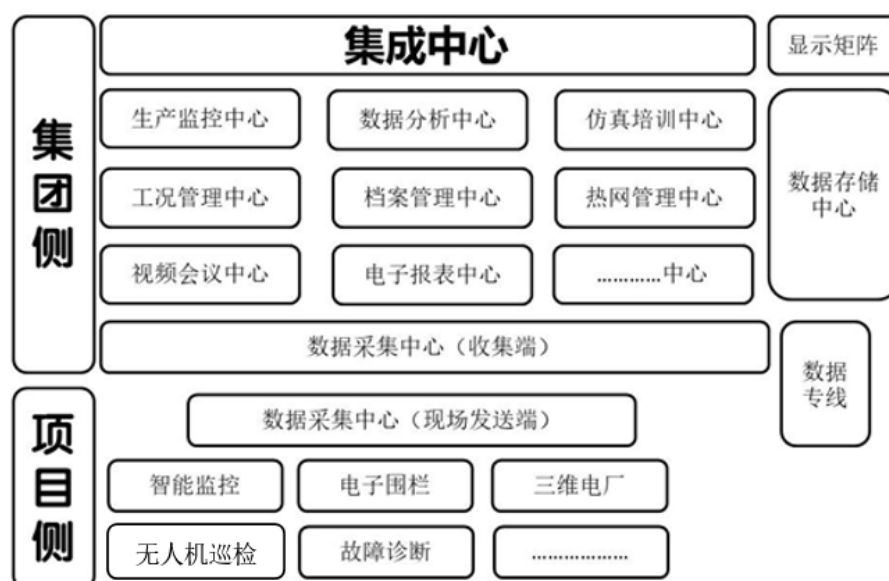 集成中心
显示矩阵
集团侧
生产监控中心
数据分析中心
仿真培训中心
数据存储
中心
工况管理中心
档案管理中心
热网管理中心
视频会议中心
电子报表中心
…………中心
数据采集中心（收集端）
数据
专线
项目侧
数据采集中心（现场发送端）
智能监控
电子围栏
三维电厂
无人机巡检
故障诊断
………………